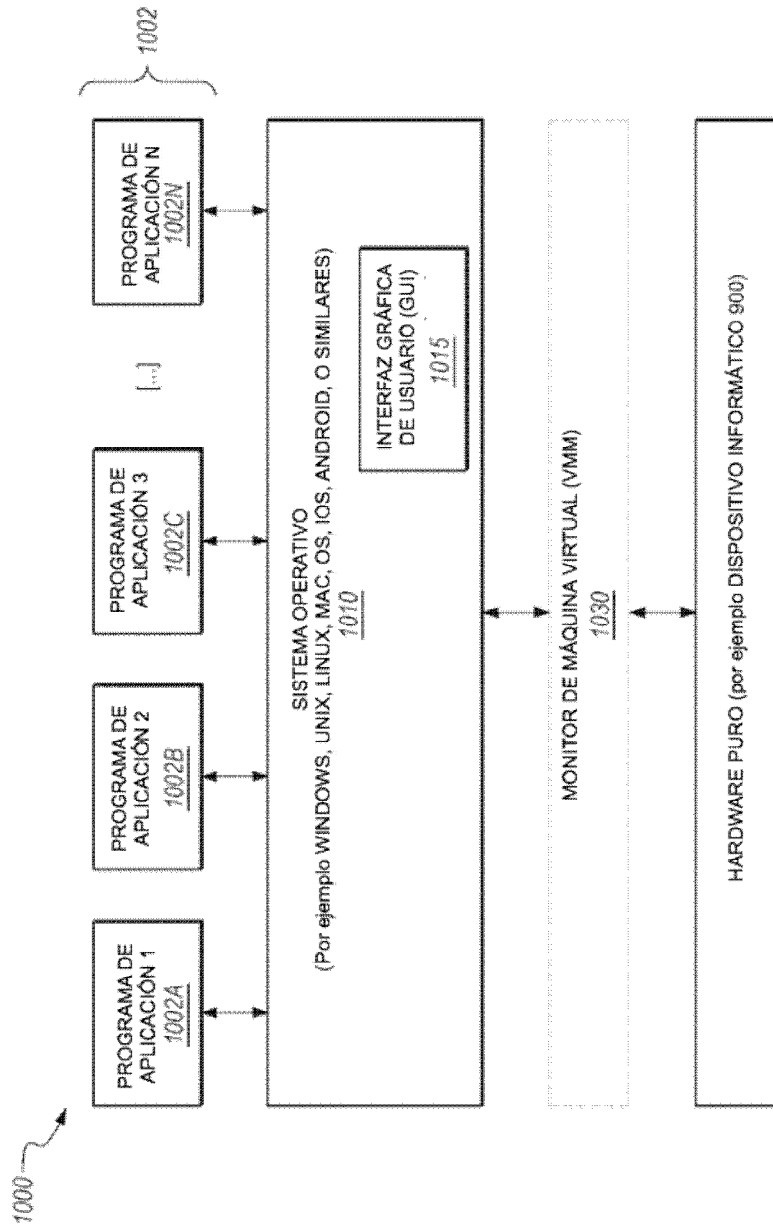 1000
1002
PROGRAMA DE
APLICACIÓN 1
1002A
PROGRAMA DE
APLICACIÓN 2
1002B
PROGRAMA DE
APLICACIÓN 3
1002C
[...]
PROGRAMA DE
APLICACIÓN N
1002N
SISTEMA OPERATIVO
(Por ejemplo WINDOWS, UNIX, LINUX, MAC, OS, IOS, ANDROID, O SIMILARES)
1010
INTERFAZ GRÁFICA
DE USUARIO (GUI)
1015
MONITOR DE MÁQUINA VIRTUAL (VMM)
1030
HARDWARE PURO (por ejemplo DISPOSITIVO INFORMÁTICO 900)